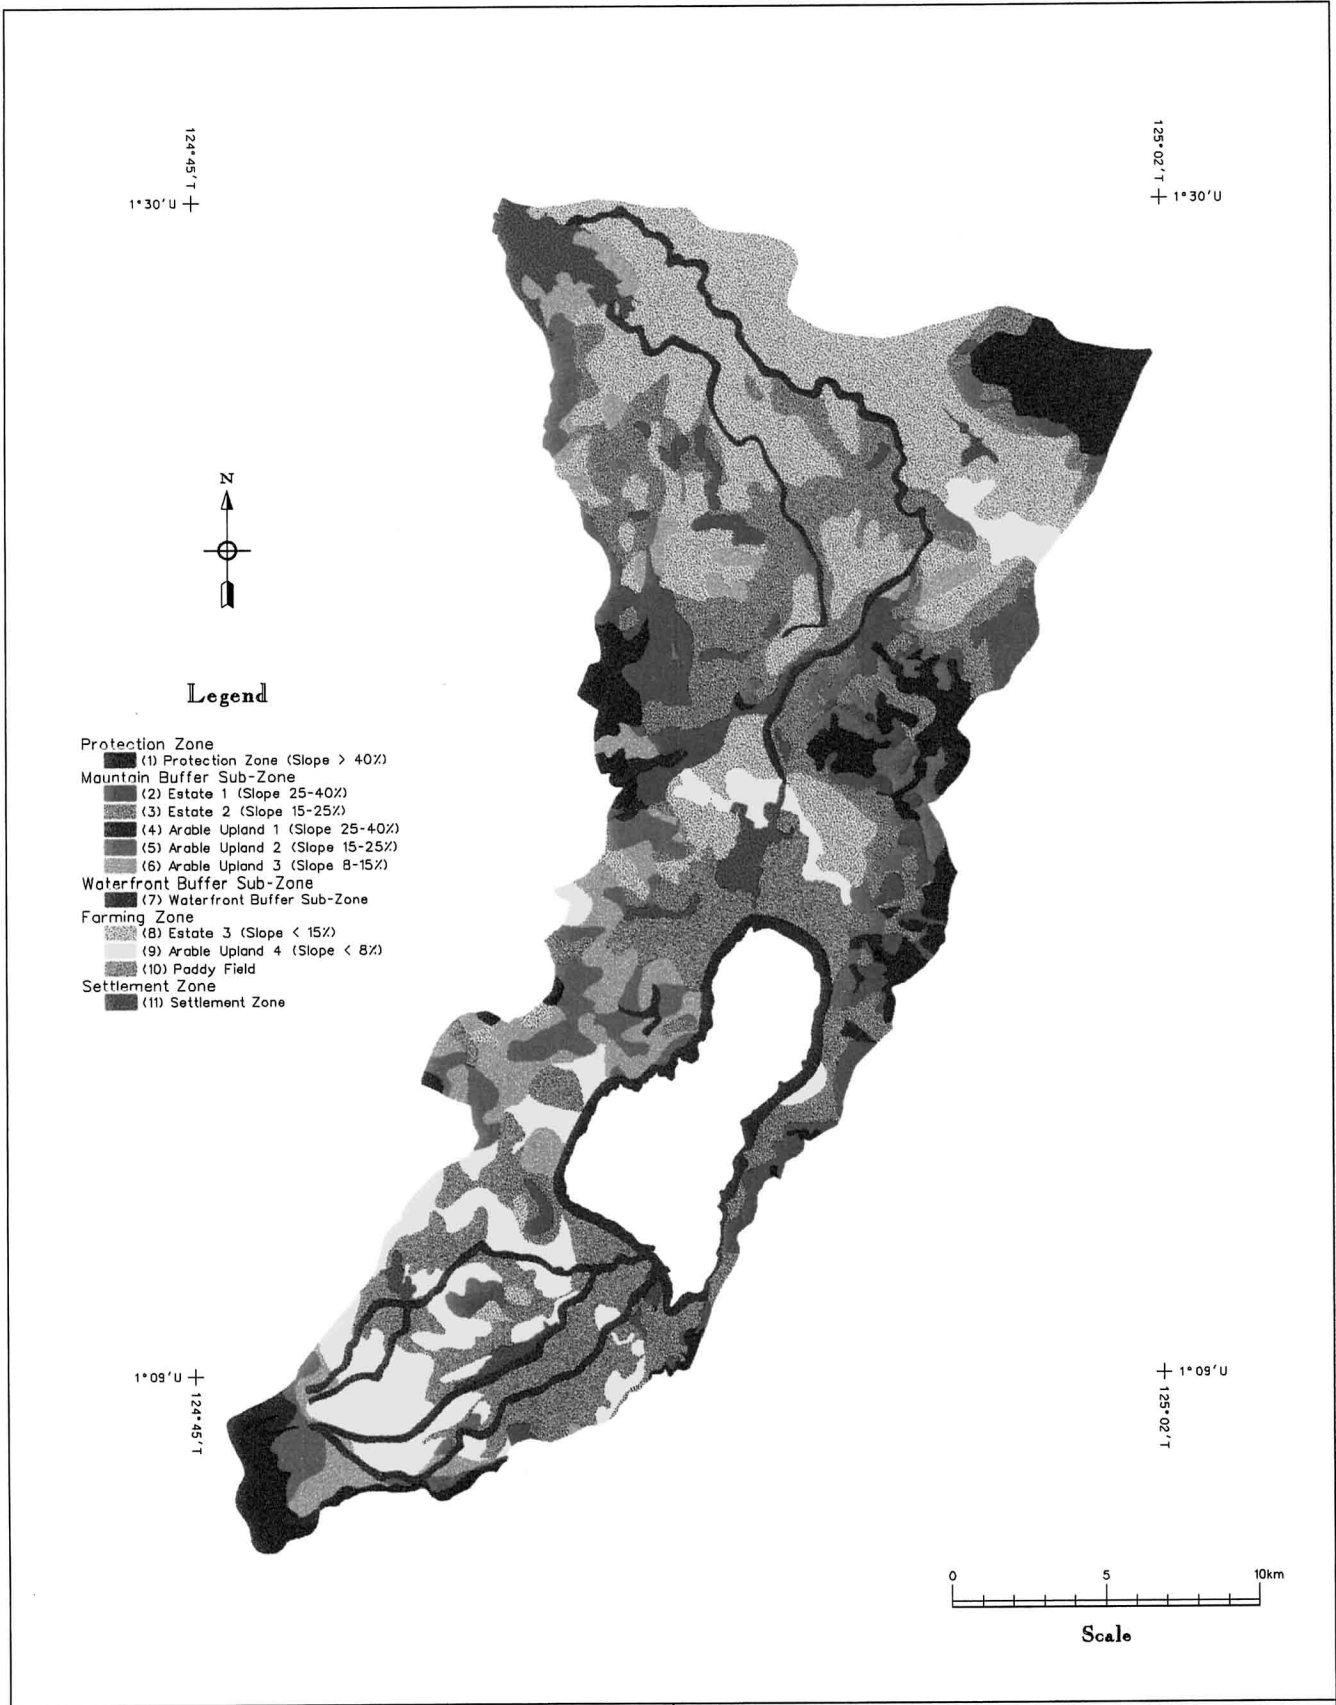 124°45'T
125°02'T
1°30'U
1°30'U
N
Legend
Protection Zone
(1) Protection Zone (Slope > 40%)
Mauntain Buffer Sub-Zone
(2) Estate 1 (Slope 25-40%)
(3) Estate 2 (Slope 15-25%)
(4) Arable Upland 1 (Slope 25-40%)
(5) Arable Upland 2 (Slope 15-25%)
(6) Arable Upland 3 (Slope 8-15%)
Waterfront Buffer Sub-Zone
(7) Waterfront Buffer Sub-Zone
Farming Zone
(8) Estate 3 (Slope < 15%)
(9) Arable Upland 4 (Slope < 8%)
(10) Paddy Field
Settlement Zone
(11) Settlement Zone
1°09'U
1°09'U
124°45'T
125°02'T
0 5 10km
Scale